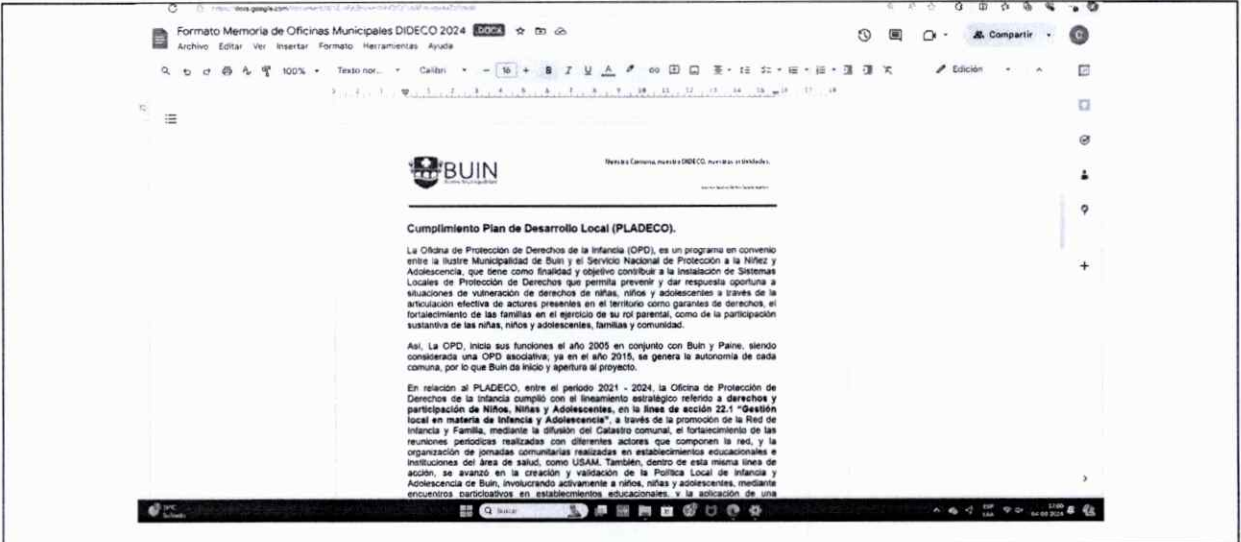 docs.google.com
Formato Memoria de Oficinas Municipales DIDECO 2024 .DOCX
Compartir
C
Archivo Editar Ver Insertar Formato Herramientas Ayuda
100% Texto nor... Calibri - 16 + B I U A Edición
BUIN
Nuestra Comuna, nuestra DIDECO, nuestras actividades.
Cumplimiento Plan de Desarrollo Local (PLADECO).
La Oficina de Protección de Derechos de la Infancia (OPD), es un programa en convenio
entre la Ilustre Municipalidad de Buin y el Servicio Nacional de Protección a la Niñez y
Adolescencia, que tiene como finalidad y objetivo contribuir a la instalación de Sistemas
Locales de Protección de Derechos que permita prevenir y dar respuesta oportuna a
situaciones de vulneración de derechos de niñas, niños y adolescentes a través de la
articulación efectiva de actores presentes en el territorio como garantes de derechos, el
fortalecimiento de las familias en el ejercicio de su rol parental, como de la participación
sustantiva de las niñas, niños y adolescentes, familias y comunidad.
Así, La OPD, inicia sus funciones el año 2005 en conjunto con Buin y Paine, siendo
considerada una OPD asociativa; ya en el año 2015, se genera la autonomía de cada
comuna, por lo que Buin da inicio y apertura al proyecto.
En relación al PLADECO, entre el periodo 2021 - 2024, la Oficina de Protección de
Derechos de la Infancia cumplió con el lineamiento estratégico referido a derechos y
participación de Niños, Niñas y Adolescentes, en la línea de acción 22.1 "Gestión
local en materia de Infancia y Adolescencia", a través de la promoción de la Red de
Infancia y Familia, mediante la difusión del Catastro comunal, el fortalecimiento de las
reuniones periodicas realizadas con diferentes actores que componen la red, y la
organización de jornadas comunitarias realizadas en establecimientos educacionales e
instituciones del área de salud, como USAM. También, dentro de esta misma línea de
acción, se avanzó en la creación y validación de la Política Local de Infancia y
Adolescencia de Buin, involucrando activamente a niños, niñas y adolescentes, mediante
encuentros participativos en establecimientos educacionales, y la aplicación de una
Buscar
ESP